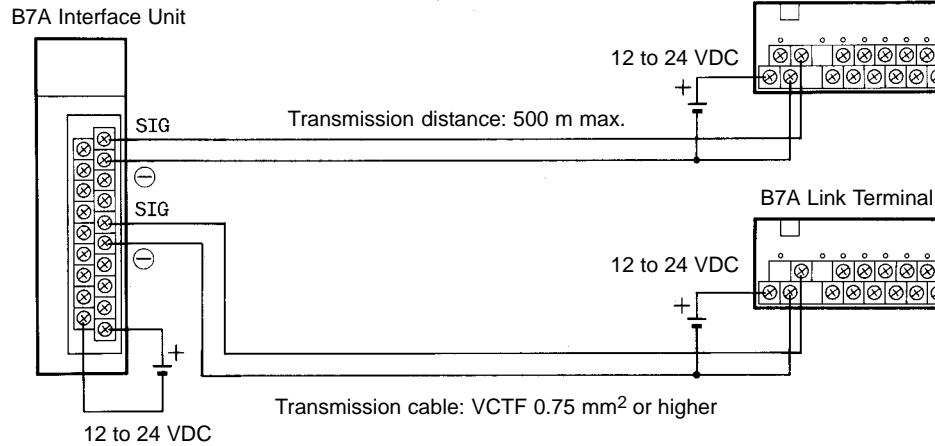 B7A Interface Unit
12 to 24 VDC
+
SIG
Transmission distance: 500 m max.
−
SIG
B7A Link Terminal
−
12 to 24 VDC
+
+
Transmission cable: VCTF 0.75 mm² or higher
12 to 24 VDC